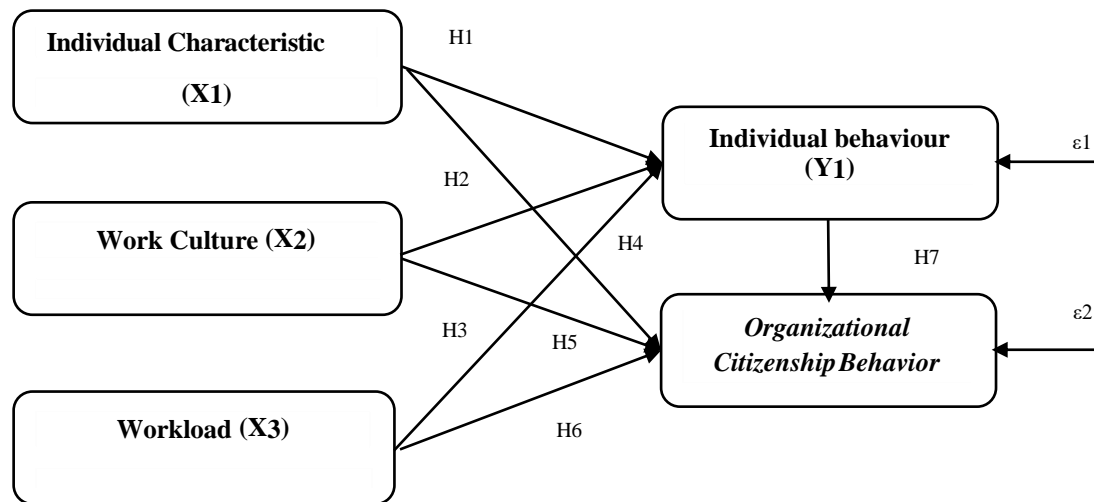 Individual Characteristic
(X1)
H1
Individual behaviour
(Y1)
ε1
H2
Work Culture (X2)
H4
H7
H3
H5
Organizational
Citizenship Behavior
ε2
Workload (X3)
H6